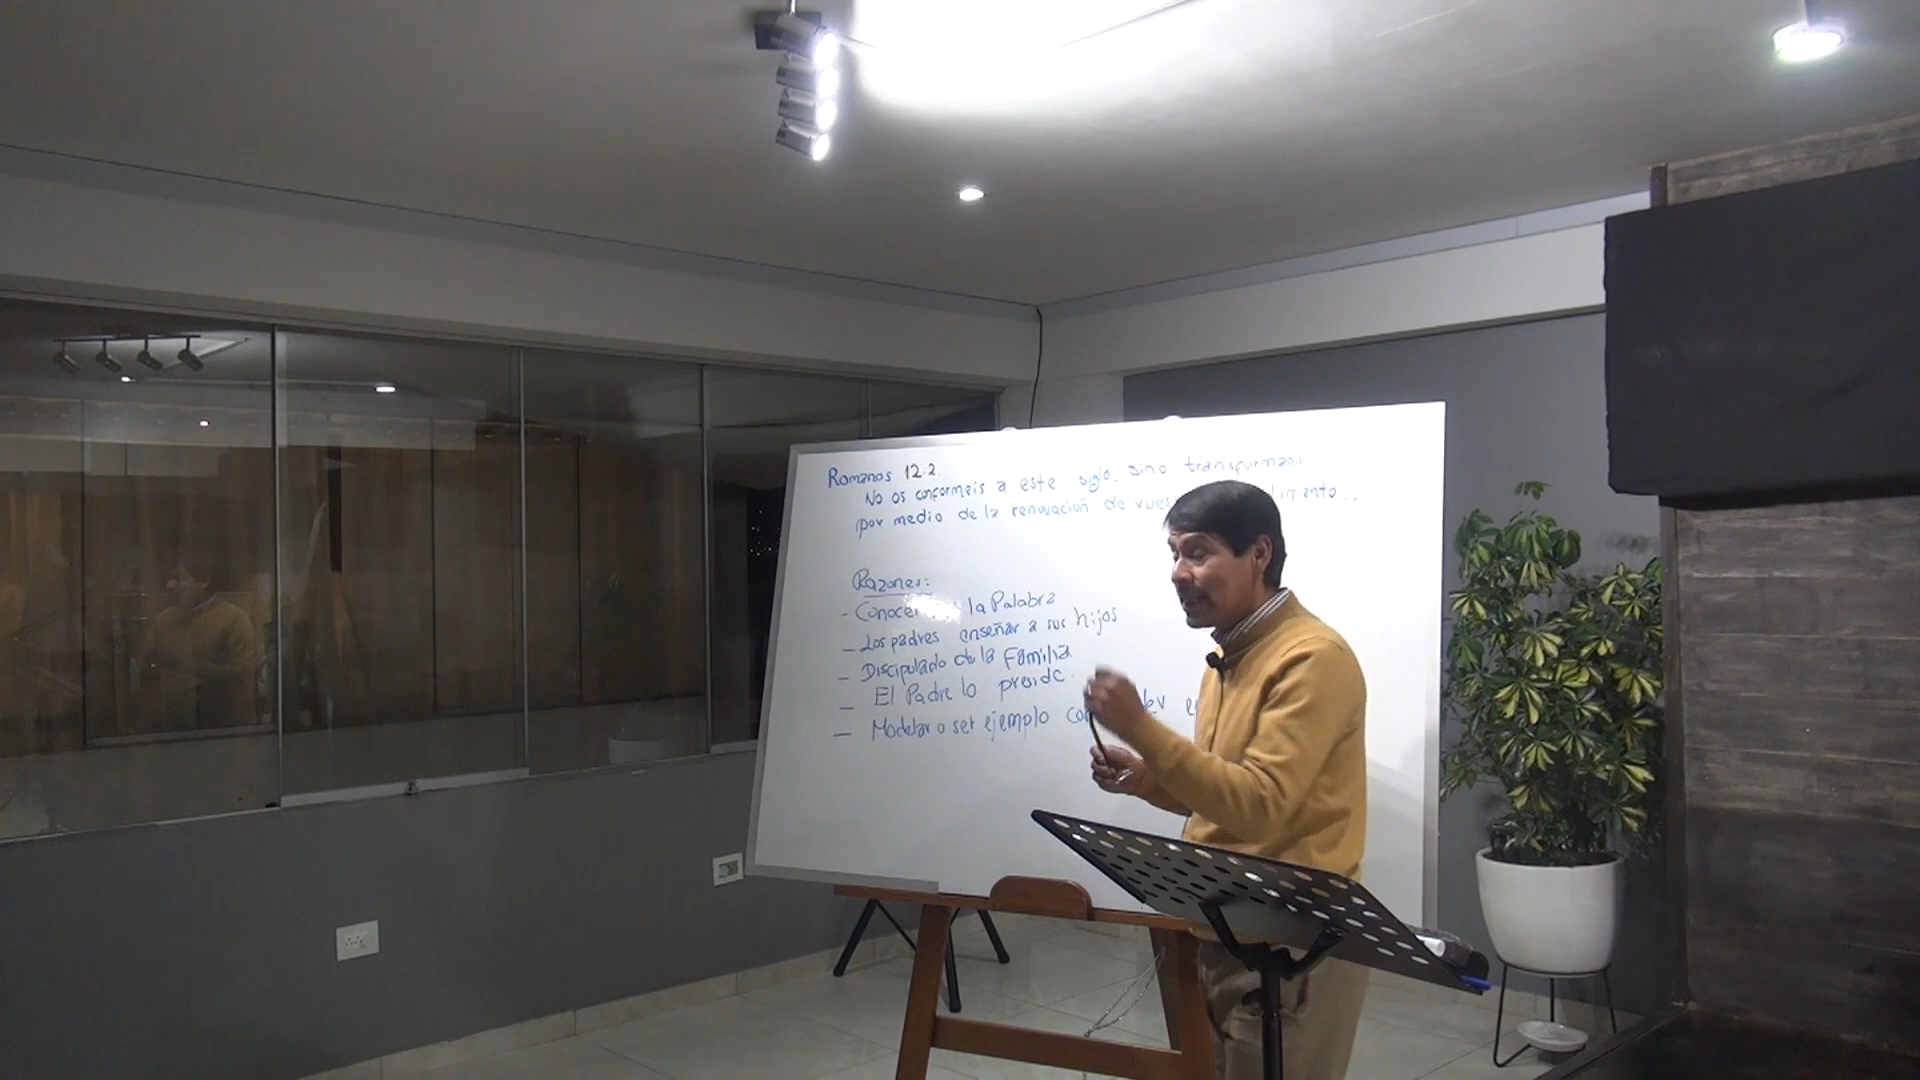 Romanos 12:2.
No os conformeis a este siglo, sino transformaos
por medio de la renovación de
Razones:
- Conocer la Palabra
- Los padres enseñar a sus hijos
- Discipulado de la Familia
- El Padre lo preside.
- Modelar o ser ejemplo